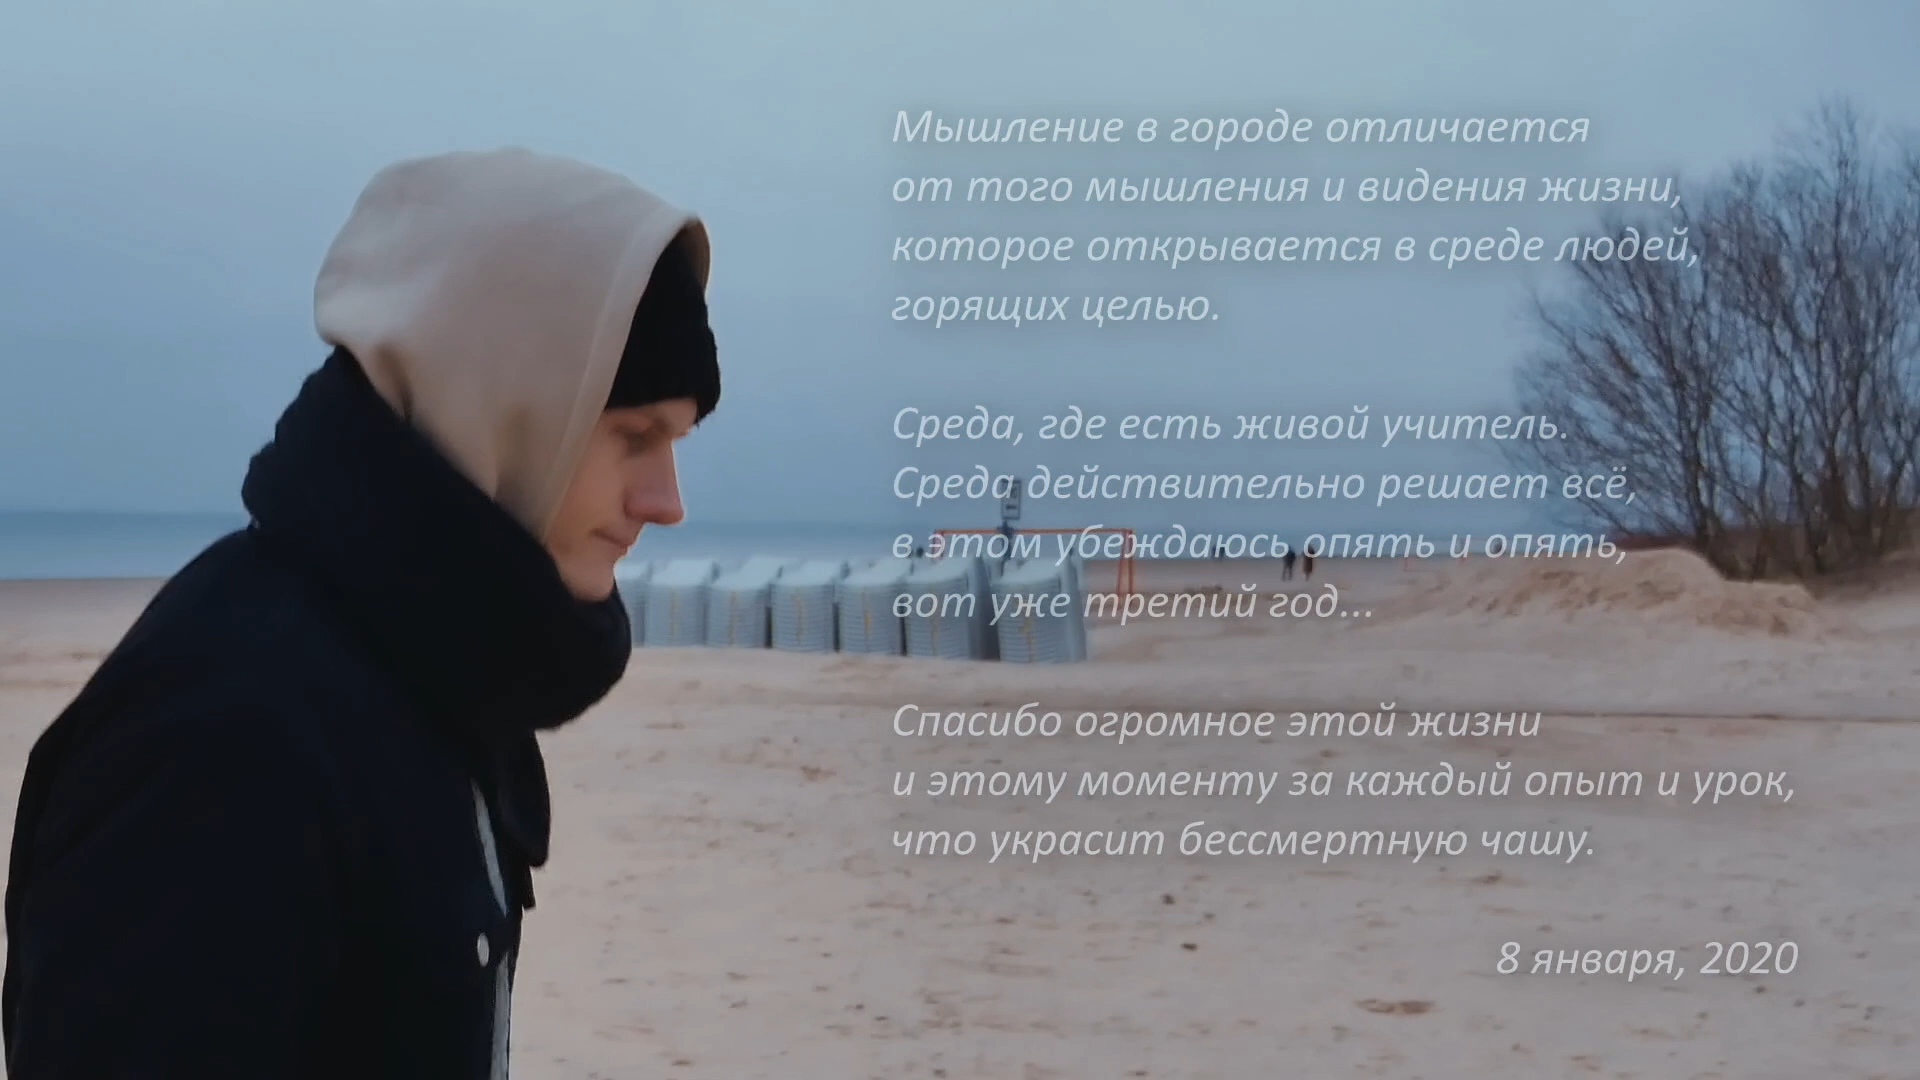 Мышление в городе отличается
от того мышления и видения жизни,
которое открывается в среде людей,
горящих целью.
Среда, где есть живой учитель.
Среда действительно решает всё,
в этом убеждаюсь опять и опять,
вот уже третий год...
Спасибо огромное этой жизни
и этому моменту за каждый опыт и урок,
что украсит бессмертную чашу.
8 января, 2020